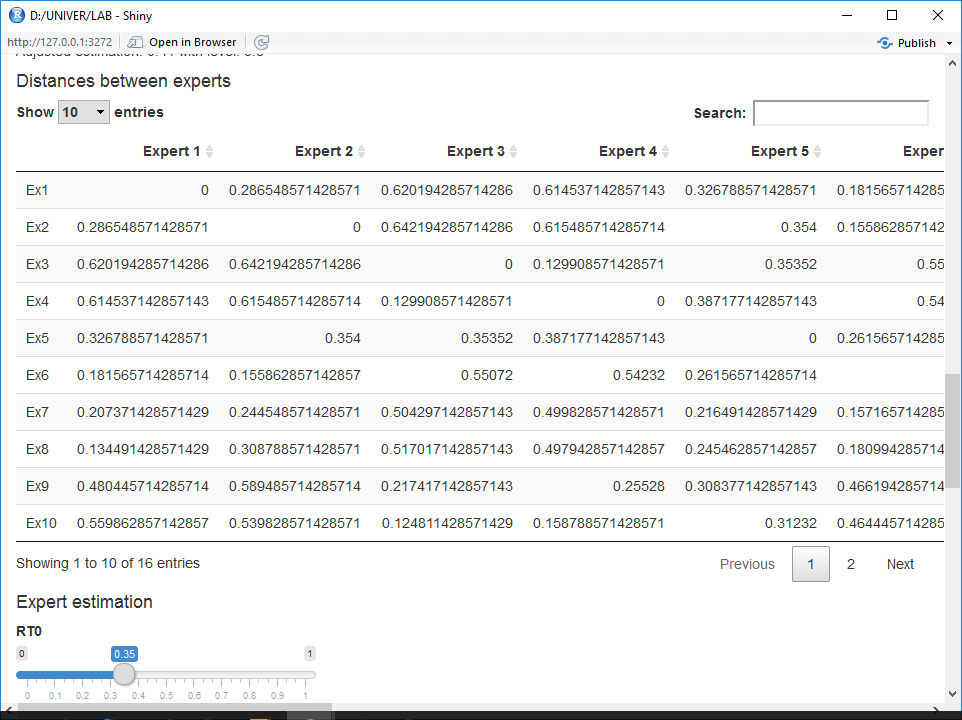 D:/UNIVER/LAB - Shiny
http://127.0.0.1:3272 Open in Browser Publish
Distances between experts
Show 10 entries Search:
Expert 1 Expert 2 Expert 3 Expert 4 Expert 5 Exper
Ex1 0 0.286548571428571 0.620194285714286 0.614537142857143 0.326788571428571 0.181565714285
Ex2 0.286548571428571 0 0.642194285714286 0.615485714285714 0.354 0.155862857142
Ex3 0.620194285714286 0.642194285714286 0 0.129908571428571 0.35352 0.55
Ex4 0.614537142857143 0.615485714285714 0.129908571428571 0 0.387177142857143 0.54
Ex5 0.326788571428571 0.354 0.35352 0.387177142857143 0 0.261565714285
Ex6 0.181565714285714 0.155862857142857 0.55072 0.54232 0.261565714285714
Ex7 0.207371428571429 0.244548571428571 0.504297142857143 0.499828571428571 0.216491428571429 0.157165714285
Ex8 0.134491428571429 0.308788571428571 0.517017142857143 0.497942857142857 0.245462857142857 0.180994285714
Ex9 0.480445714285714 0.589485714285714 0.217417142857143 0.25528 0.308377142857143 0.466194285714
Ex10 0.559862857142857 0.539828571428571 0.124811428571429 0.158788571428571 0.31232 0.464445714285
Showing 1 to 10 of 16 entries Previous 1 2 Next
Expert estimation
RT0
0 0.35 1
0 0.1 0.2 0.3 0.4 0.5 0.6 0.7 0.8 0.9 1